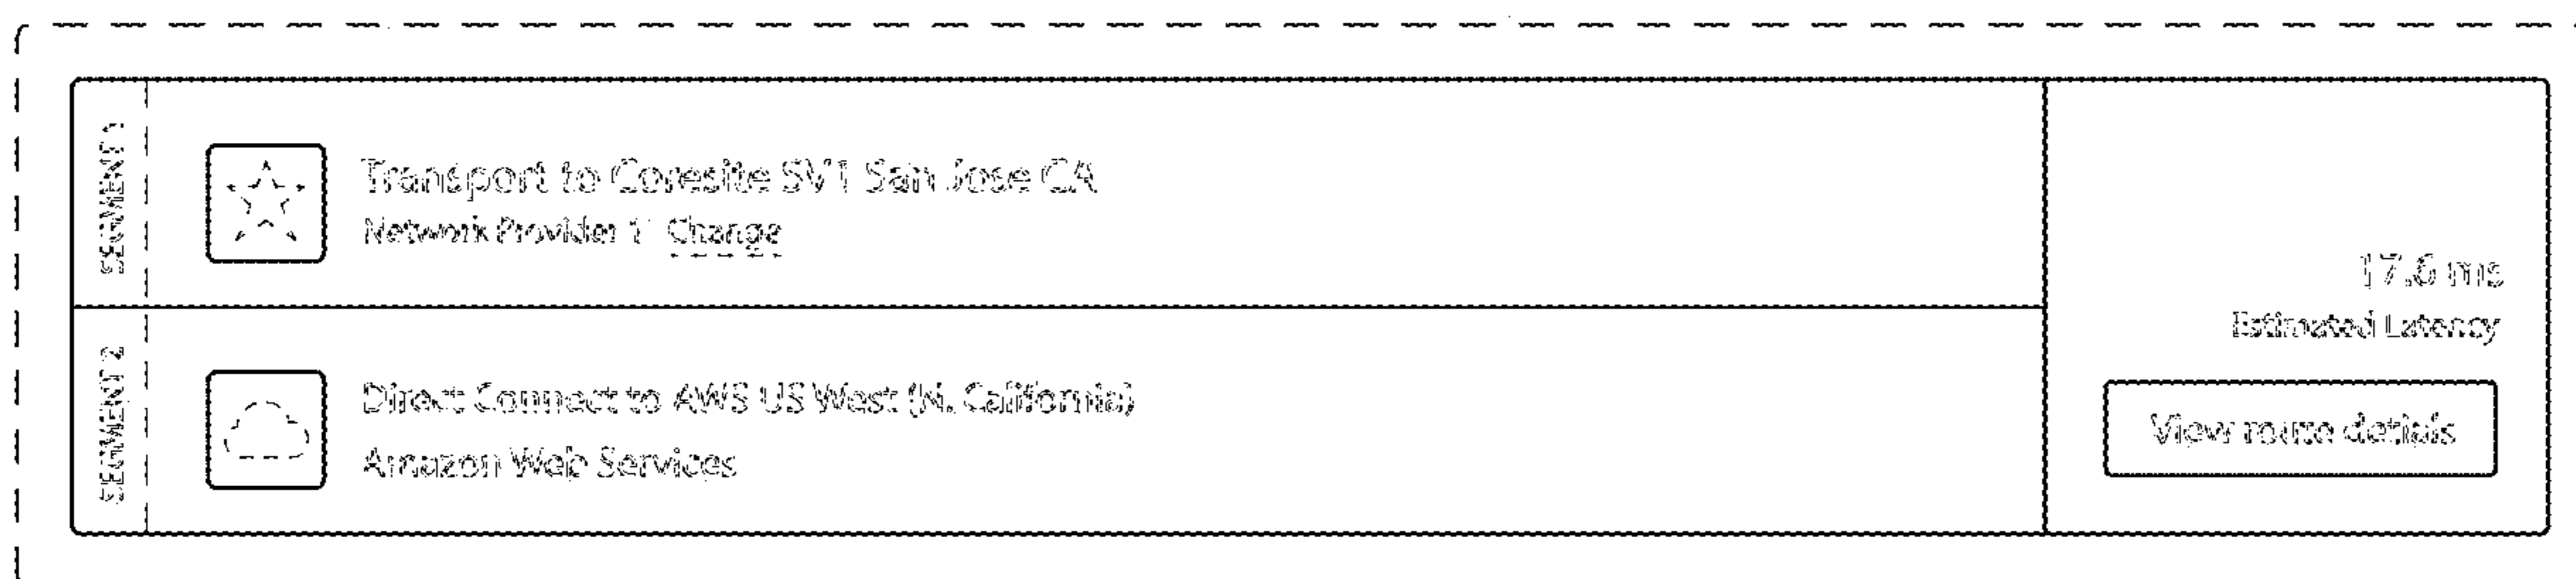 SEGMENT 1
Transport to Coresite SV1 San Jose CA
Network Provider 1 Change
SEGMENT 2
Direct Connect to AWS US West (N. California)
Amazon Web Services
17.6 ms
Estimated Latency
View route detials